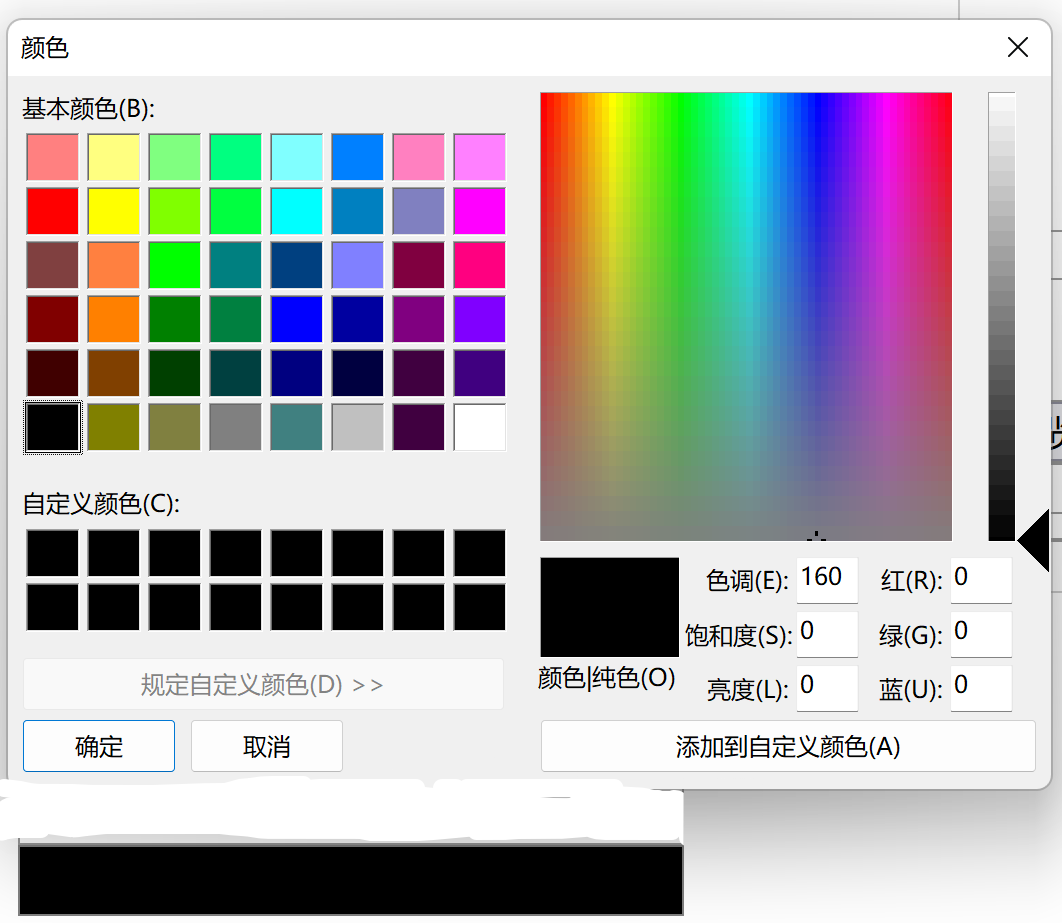 颜色
基本颜色(B):
自定义颜色(C):
规定自定义颜色(D) >>
确定
取消
颜色|纯色(O)
色调(E): 160
饱和度(S): 0
亮度(L): 0
红(R): 0
绿(G): 0
蓝(U): 0
添加到自定义颜色(A)